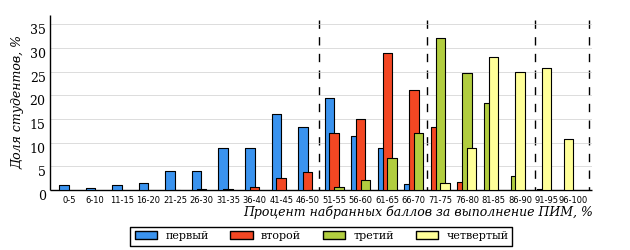 Доля студентов, %
35
30
25
20
15
10
5
0
0-5 6-10 11-15 16-20 21-25 26-30 31-35 36-40 41-45 46-50 51-55 56-60 61-65 66-70 71-75 76-80 81-85 86-90 91-95 96-100
Процент набранных баллов за выполнение ПИМ, %
первый второй третий четвертый